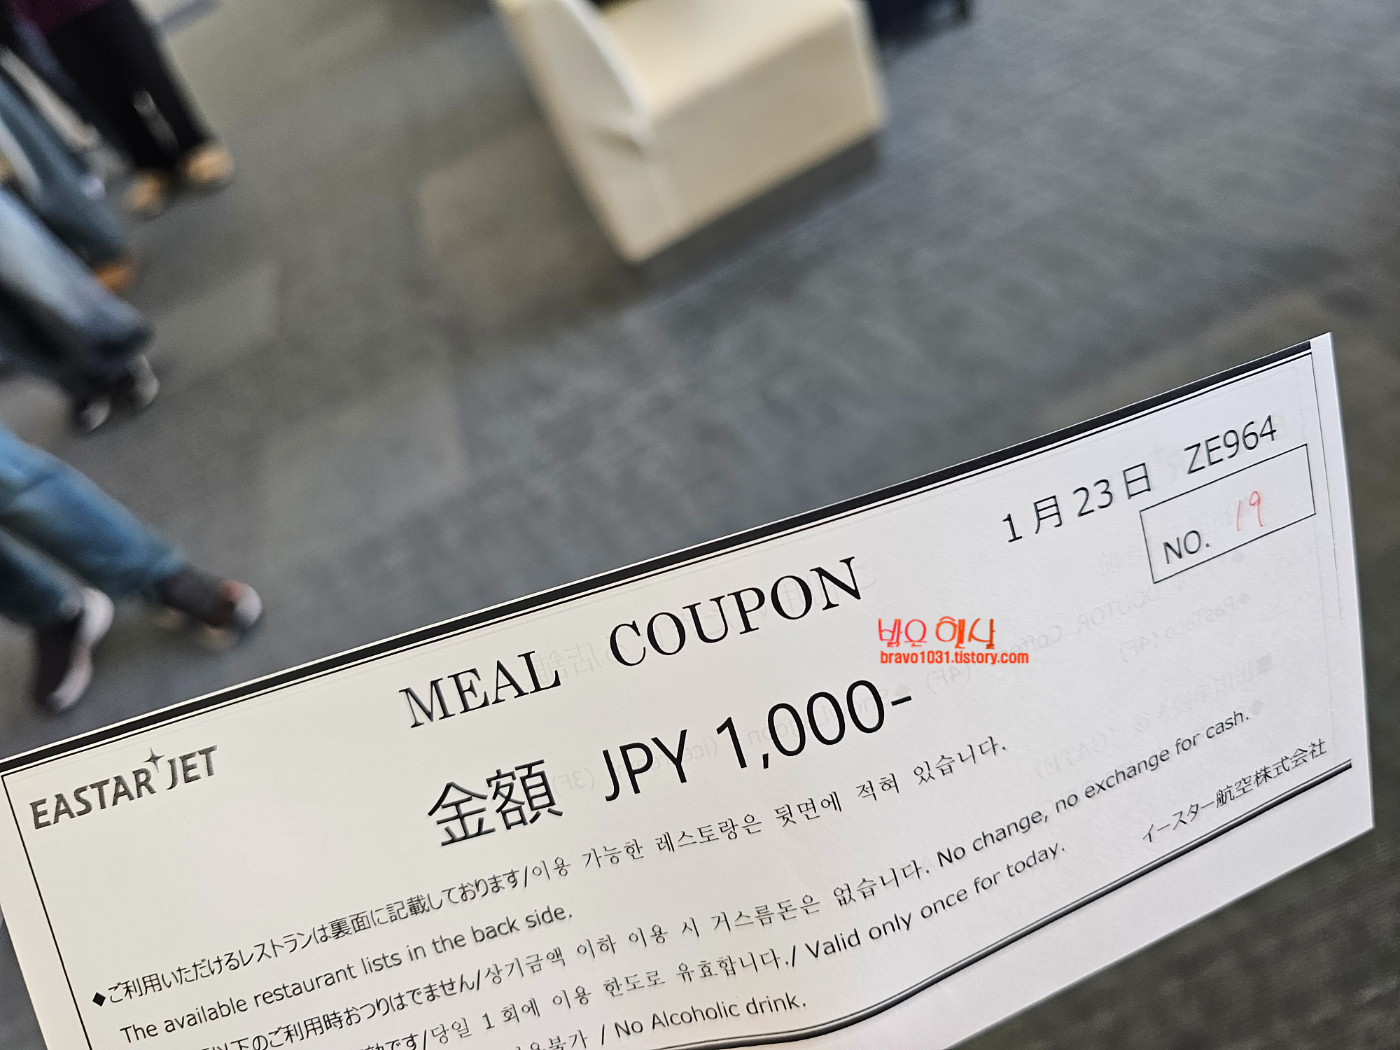 1月23日 ZE964
NO. 19
MEAL COUPON
EASTAR JET
金額 JPY 1,000-
◆ご利用いただけるレストランは裏面に記載しております/이용 가능한 레스토랑은 뒷면에 적혀 있습니다.
The available restaurant lists in the back side.
以下のご利用時おつりはでません/상기금액 이하 이용 시 거스름돈은 없습니다. No change, no exchange for cash.
です/당일 1회에 이용 한도로 유효합니다./ Valid only once for today.
불가 / No Alcoholic drink.
イースター航空株式会社
bravo1031.tistory.com